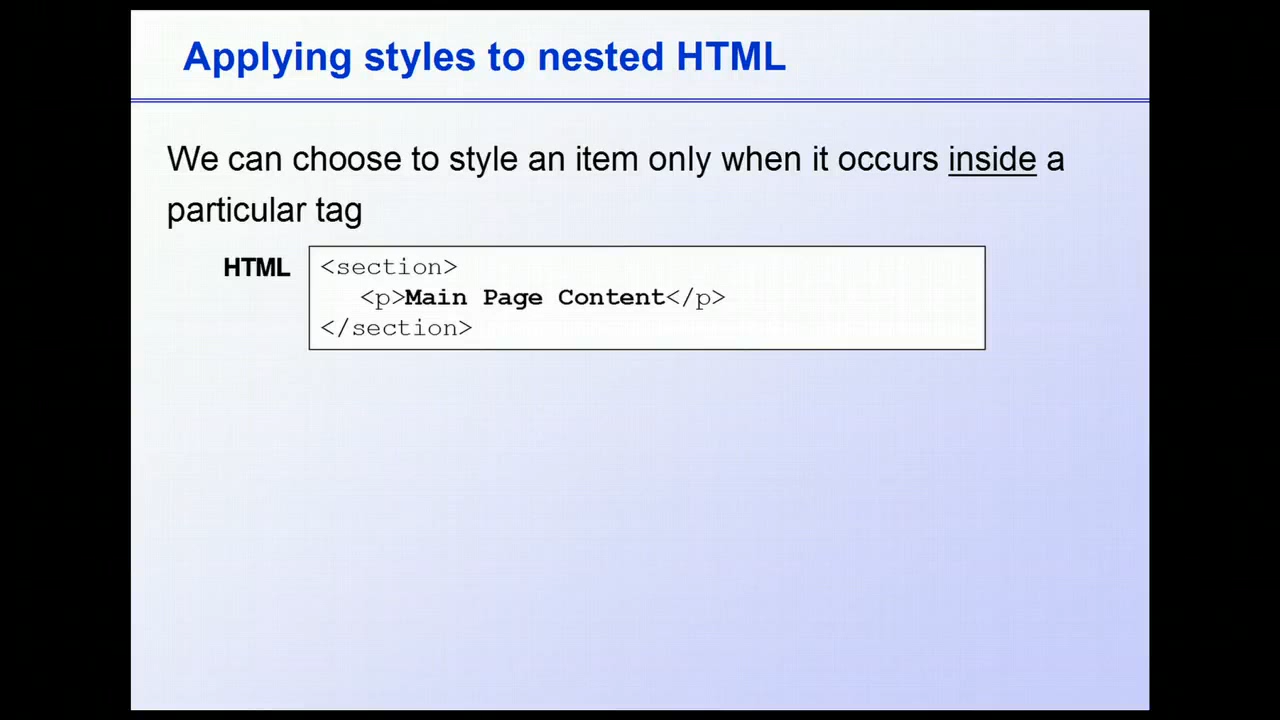 Applying styles to nested HTML
We can choose to style an item only when it occurs inside a
particular tag
HTML
<section>
<p>Main Page Content</p>
</section>